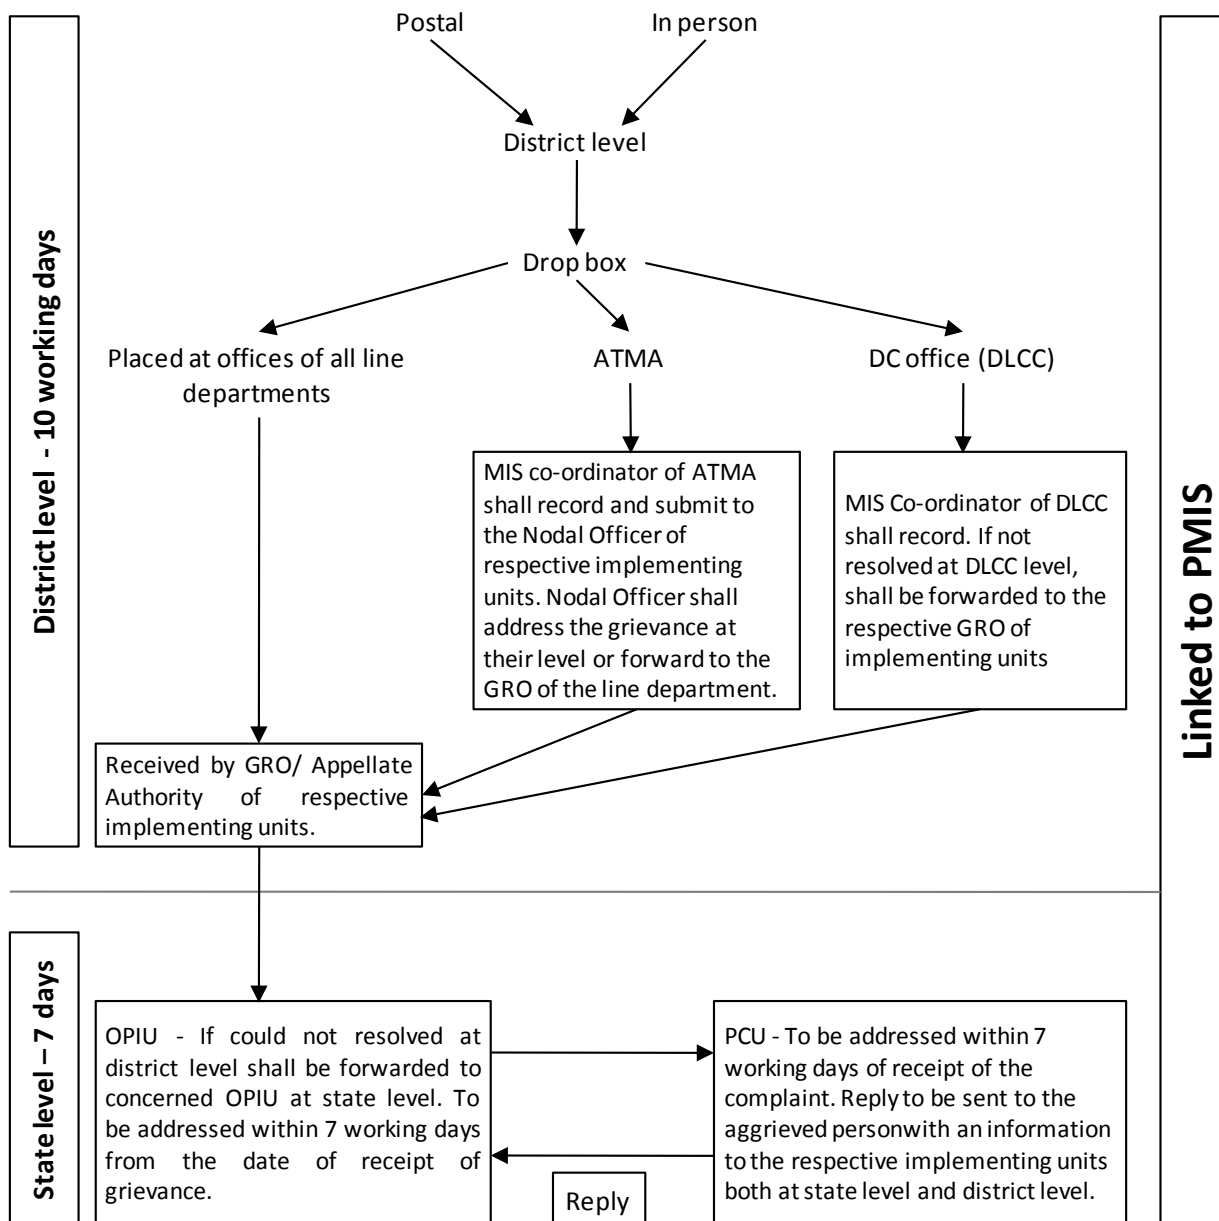 Postal
In person
District level
Drop box
Placed at offices of all line
departments
ATMA
DC office (DLCC)
MIS co-ordinator of ATMA
shall record and submit to
the Nodal Officer of
respective implementing
units. Nodal Officer shall
address the grievance at
their level or forward to the
GRO of the line department.
MIS Co-ordinator of DLCC
shall record. If not
resolved at DLCC level,
shall be forwarded to the
respective GRO of
implementing units
Received by GRO/ Appellate
Authority of respective
implementing units.
District level - 10 working days
Linked to PMIS
State level – 7 days
OPIU - If could not resolved at
district level shall be forwarded to
concerned OPIU at state level. To
be addressed within 7 working days
from the date of receipt of
grievance.
PCU - To be addressed within 7
working days of receipt of the
complaint. Reply to be sent to the
aggrieved personwith an information
to the respective implementing units
both at state level and district level.
Reply